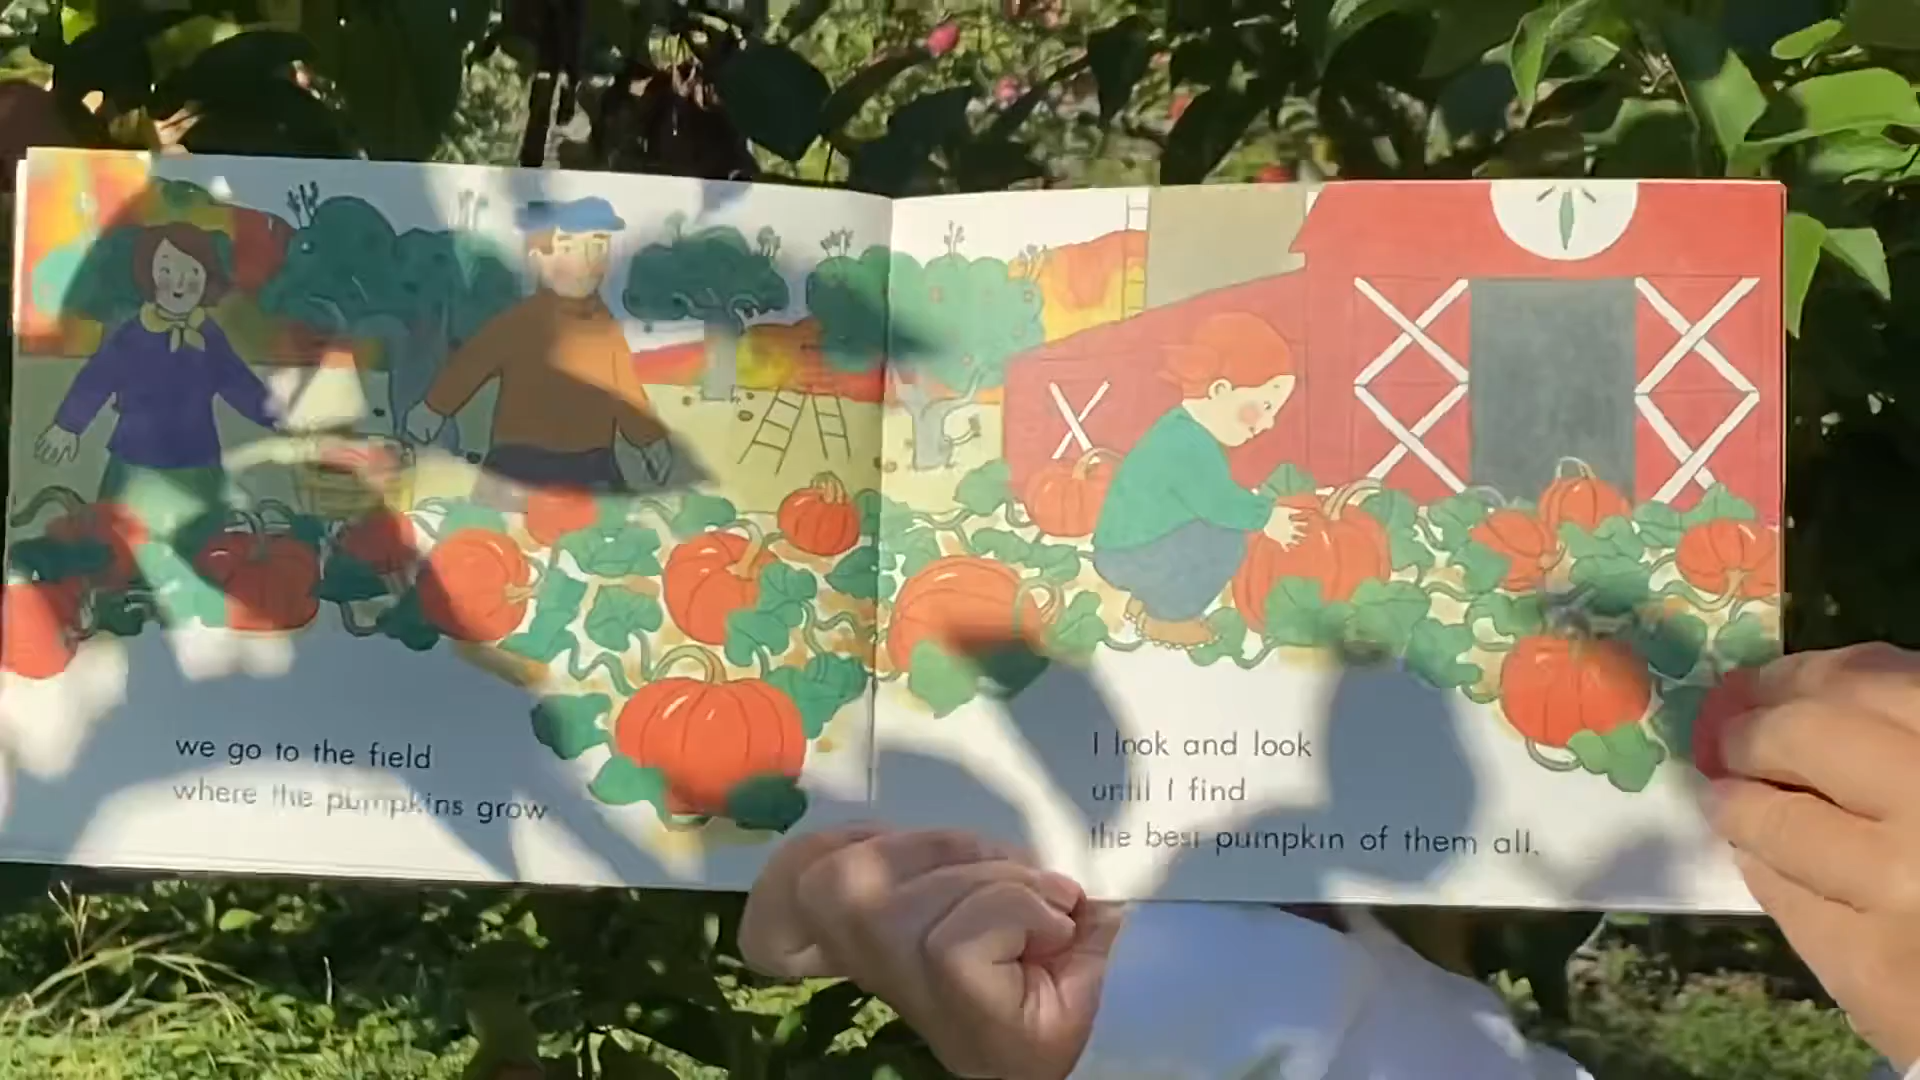 we go to the field
where the pumpkins grow
I look and look
until I find
the best pumpkin of them all.